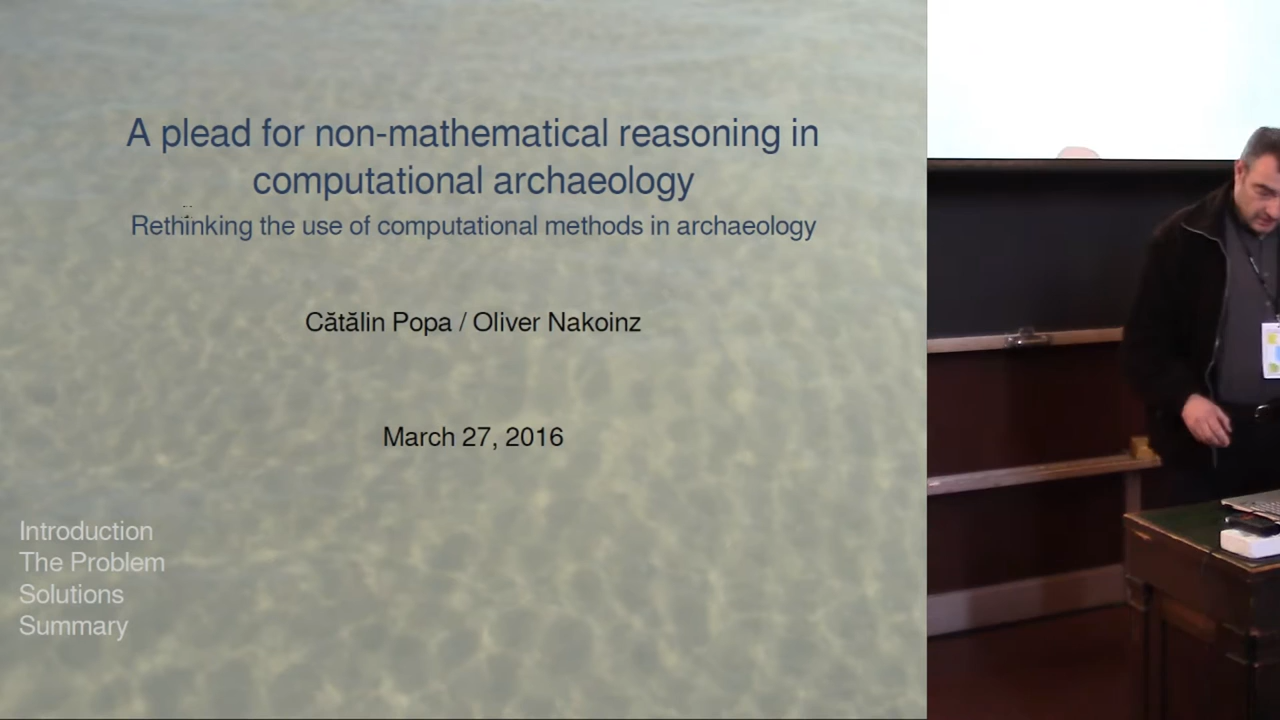 A plead for non-mathematical reasoning in
computational archaeology
Rethinking the use of computational methods in archaeology
Cătălin Popa / Oliver Nakoinz
March 27, 2016
Introduction
The Problem
Solutions
Summary